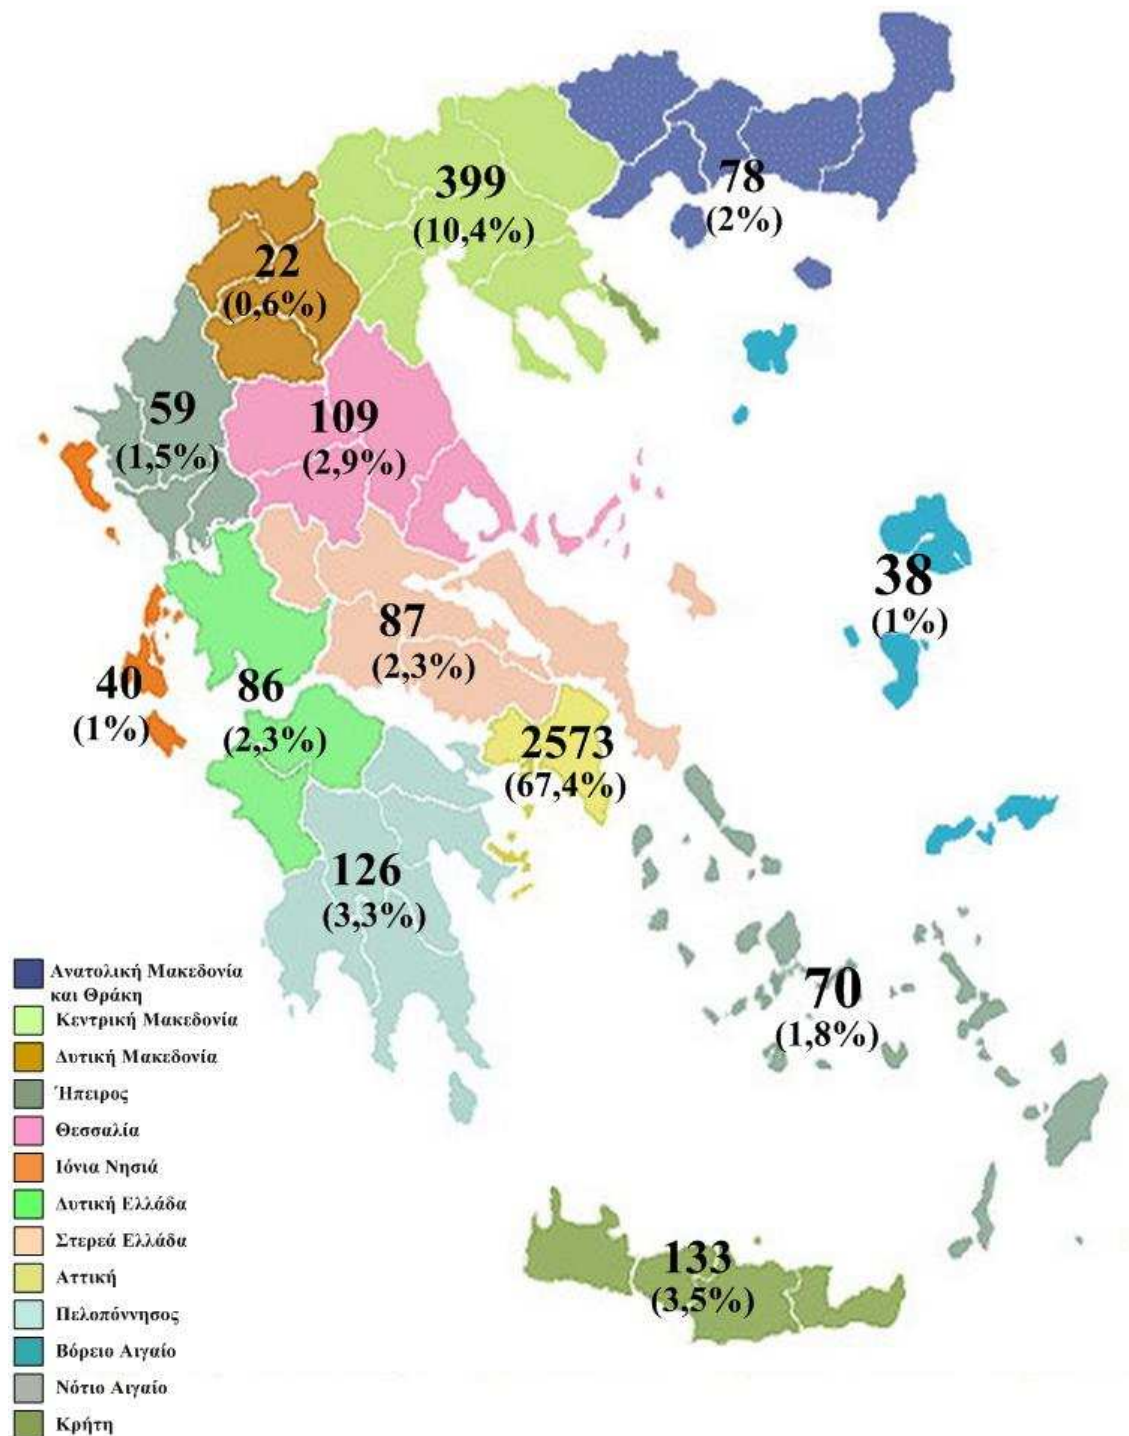 399
(10,4%)
78
(2%)
22
(0,6%)
59
(1,5%)
109
(2,9%)
38
(1%)
87
(2,3%)
40
(1%)
86
(2,3%)
2573
(67,4%)
126
(3,3%)
70
(1,8%)
133
(3,5%)
Ανατολική Μακεδονία
και Θράκη
Κεντρική Μακεδονία
Δυτική Μακεδονία
Ήπειρος
Θεσσαλία
Ιόνια Νησιά
Δυτική Ελλάδα
Στερεά Ελλάδα
Αττική
Πελοπόννησος
Βόρειο Αιγαίο
Νότιο Αιγαίο
Κρήτη